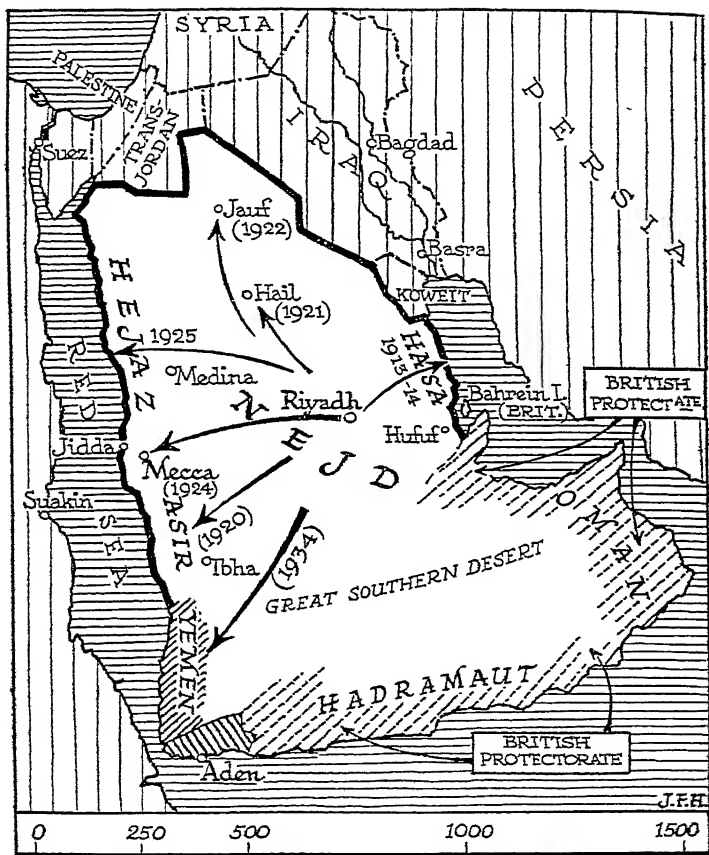 SYRIA
PALESTINE
TRANS-
JORDAN
IRAQ
PERSIA
Suez
Bagdad
Basra
KOWEIT
Jauf
(1922)
Hail
(1921)
HEJAZ
1925
Medina
HASA
1913-14
Bahrein I.
(BRIT.)
BRITISH
PROTECTATE
RED SEA
Riyadh
NEJD
Hufuf
Jidda
Mecca
(1924)
Suakin
ASIR
(1920)
Ibha
(1934)
OMAN
GREAT SOUTHERN DESERT
YEMEN
HADRAMAUT
BRITISH
PROTECTORATE
Aden
J.F.H.
0 250 500 1000 1500